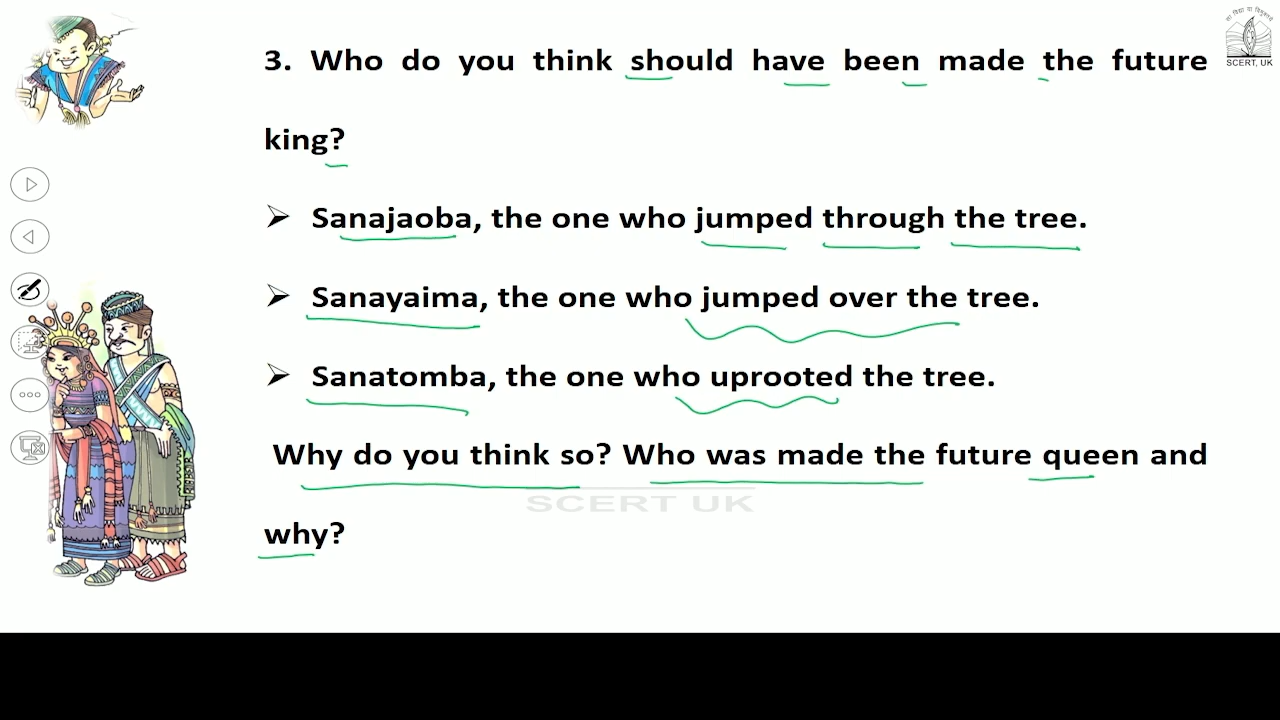 3. Who do you think should have been made the future
king?
➢ Sanajaoba, the one who jumped through the tree.
➢ Sanayaima, the one who jumped over the tree.
➢ Sanatomba, the one who uprooted the tree.
Why do you think so? Who was made the future queen and
why?
SCERT UK
SCERT, UK